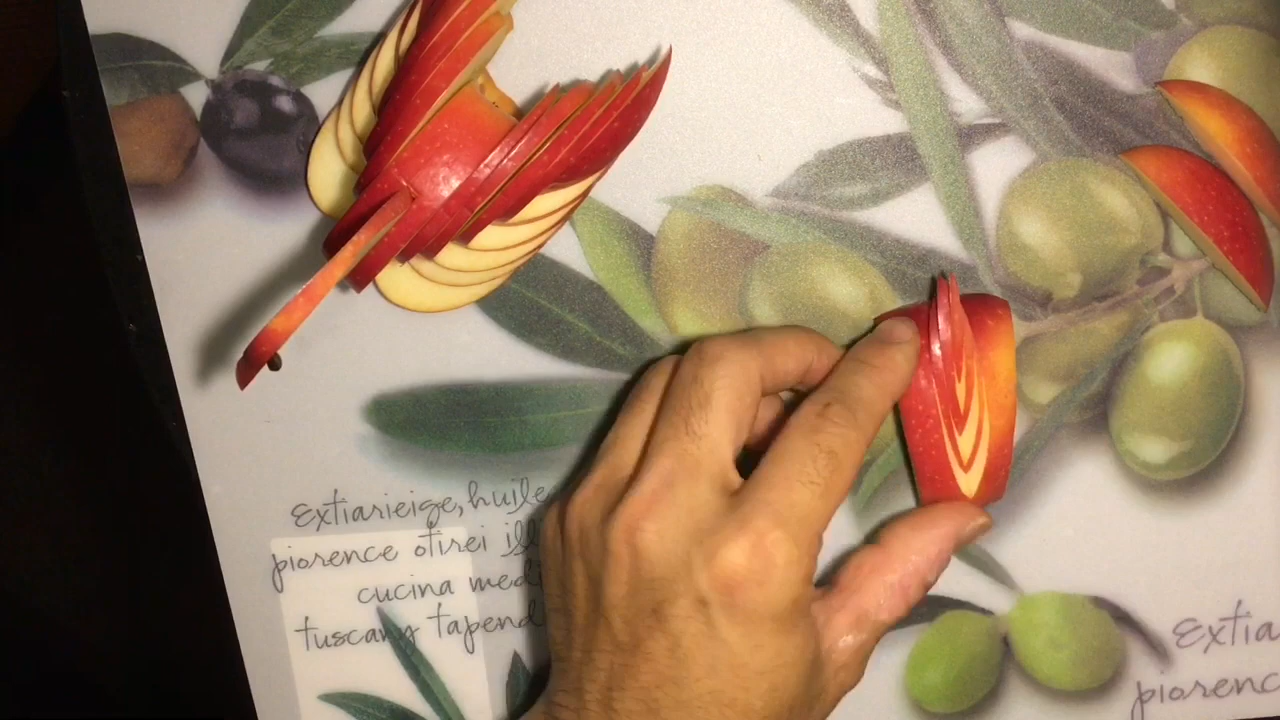 Extiarieige, huile
piorence otirei ill
cucina medi
tuscany tapend
Extia
piorenc